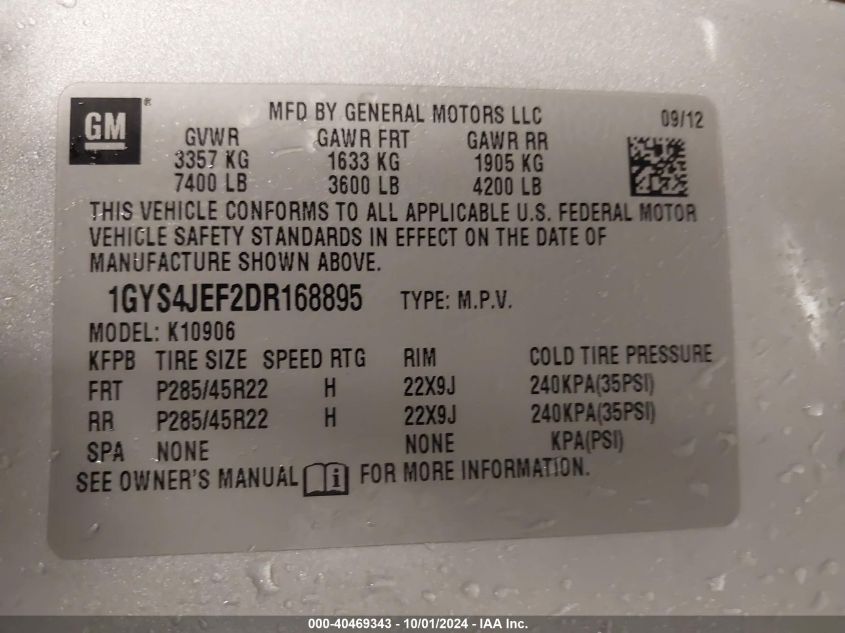 GM ®
MFD BY GENERAL MOTORS LLC 09/12
GVWR GAWR FRT GAWR RR
3357 KG 1633 KG 1905 KG
7400 LB 3600 LB 4200 LB
THIS VEHICLE CONFORMS TO ALL APPLICABLE U.S. FEDERAL MOTOR
VEHICLE SAFETY STANDARDS IN EFFECT ON THE DATE OF
MANUFACTURE SHOWN ABOVE.
1GYS4JEF2DR168895 TYPE: M.P.V.
MODEL: K10906
KFPB TIRE SIZE SPEED RTG RIM COLD TIRE PRESSURE
FRT P285/45R22 H 22X9J 240KPA(35PSI)
RR P285/45R22 H 22X9J 240KPA(35PSI)
SPA NONE NONE KPA(PSI)
SEE OWNER'S MANUAL i FOR MORE INFORMATION.
000-40469343 - 10/01/2024 - IAA Inc.